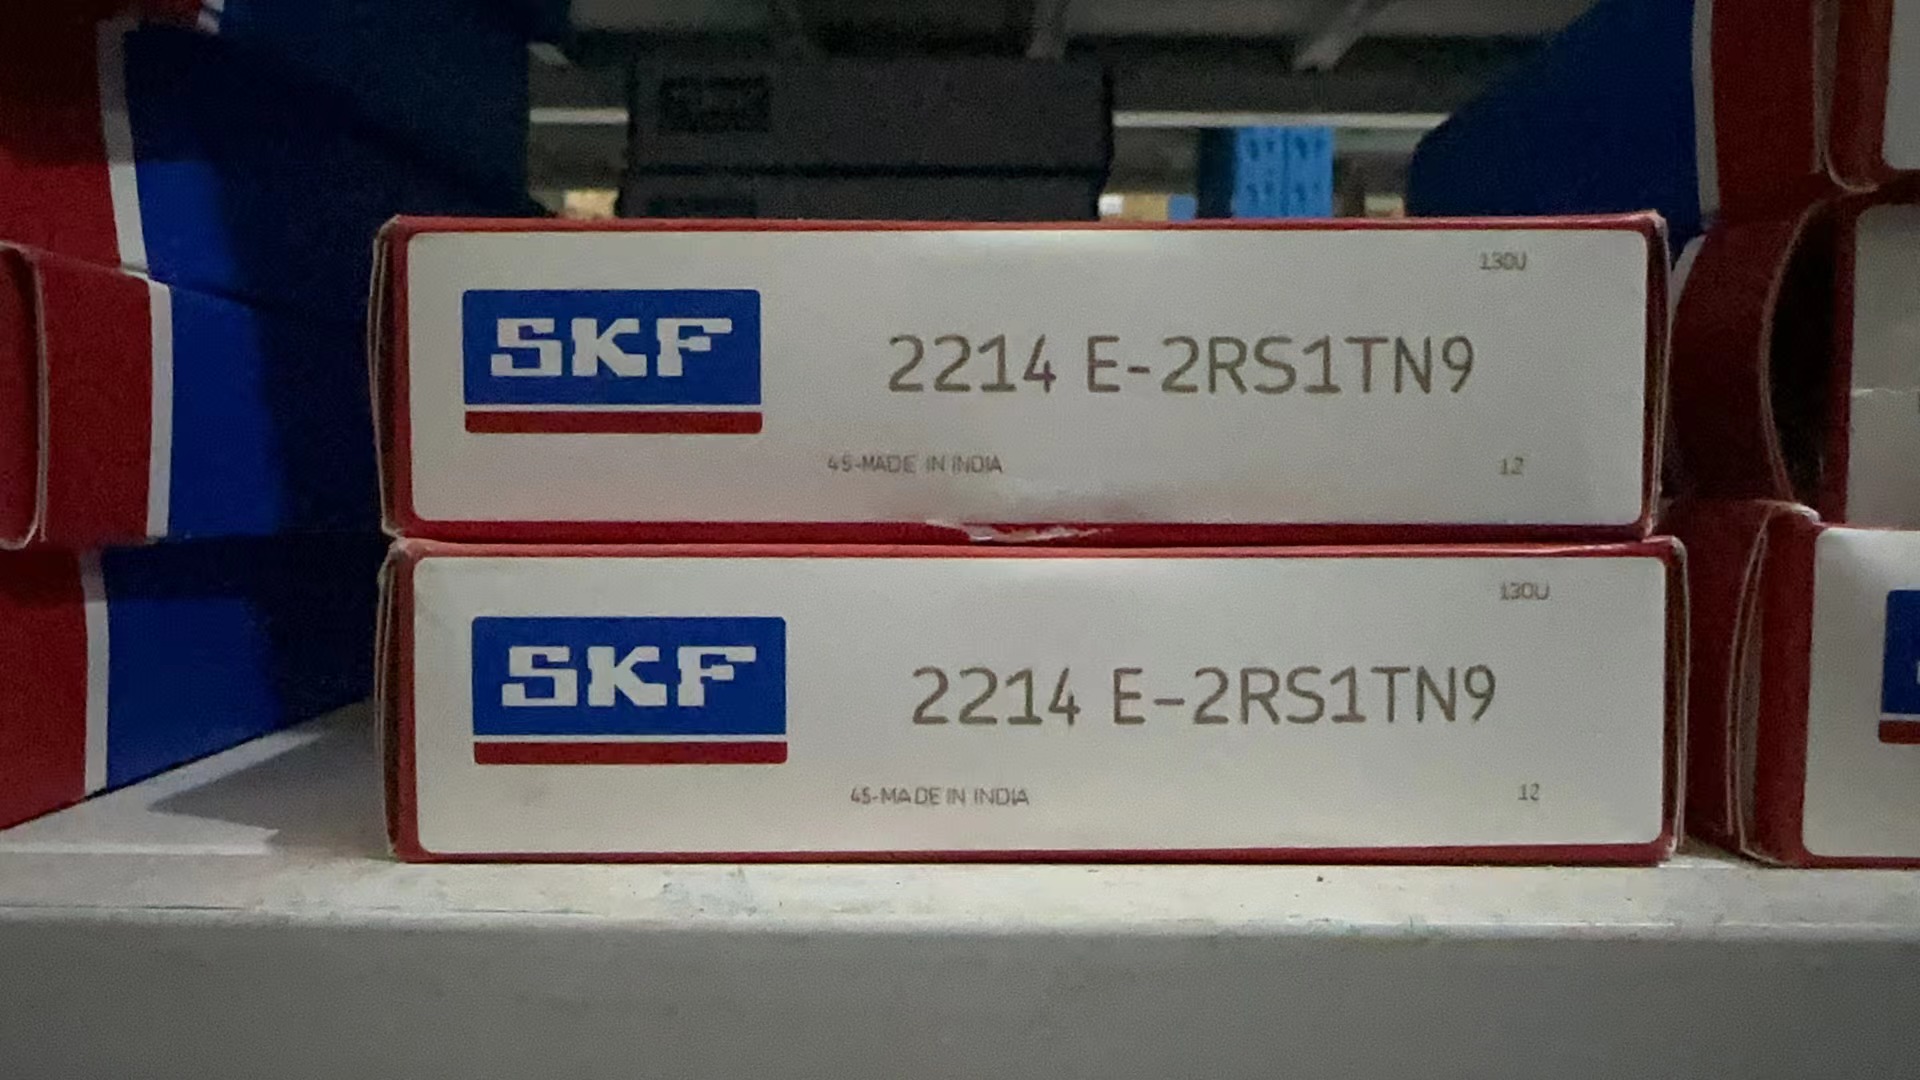 130U
SKF
2214 E-2RS1TN9
45-MADE IN INDIA
12
130U
SKF
2214 E-2RS1TN9
45-MADE IN INDIA
12